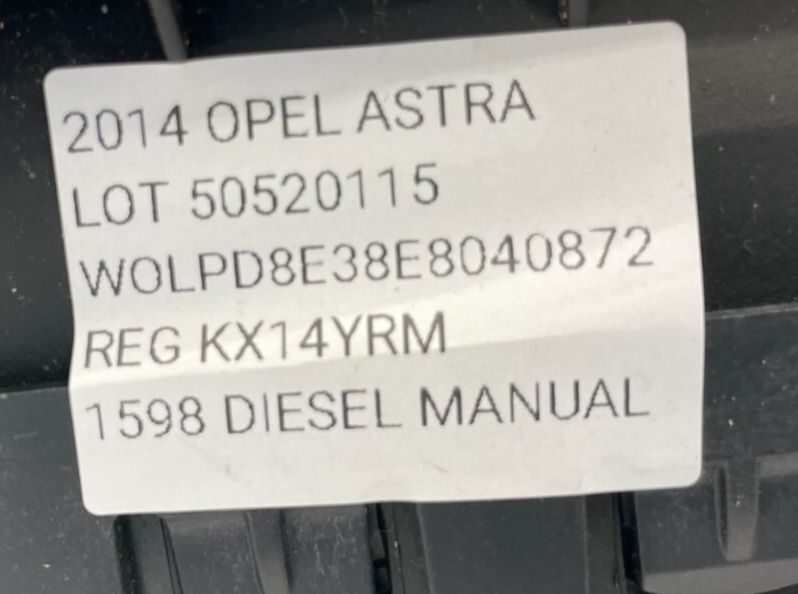 2014 OPEL ASTRA
LOT 50520115
WOLPD8E38E8040872
REG KX14YRM
1598 DIESEL MANUAL